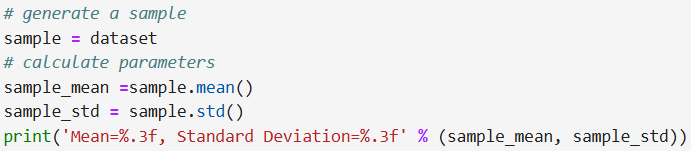 # generate a sample
sample = dataset
# calculate parameters
sample_mean =sample.mean()
sample_std = sample.std()
print('Mean=%.3f, Standard Deviation=%.3f' % (sample_mean, sample_std))